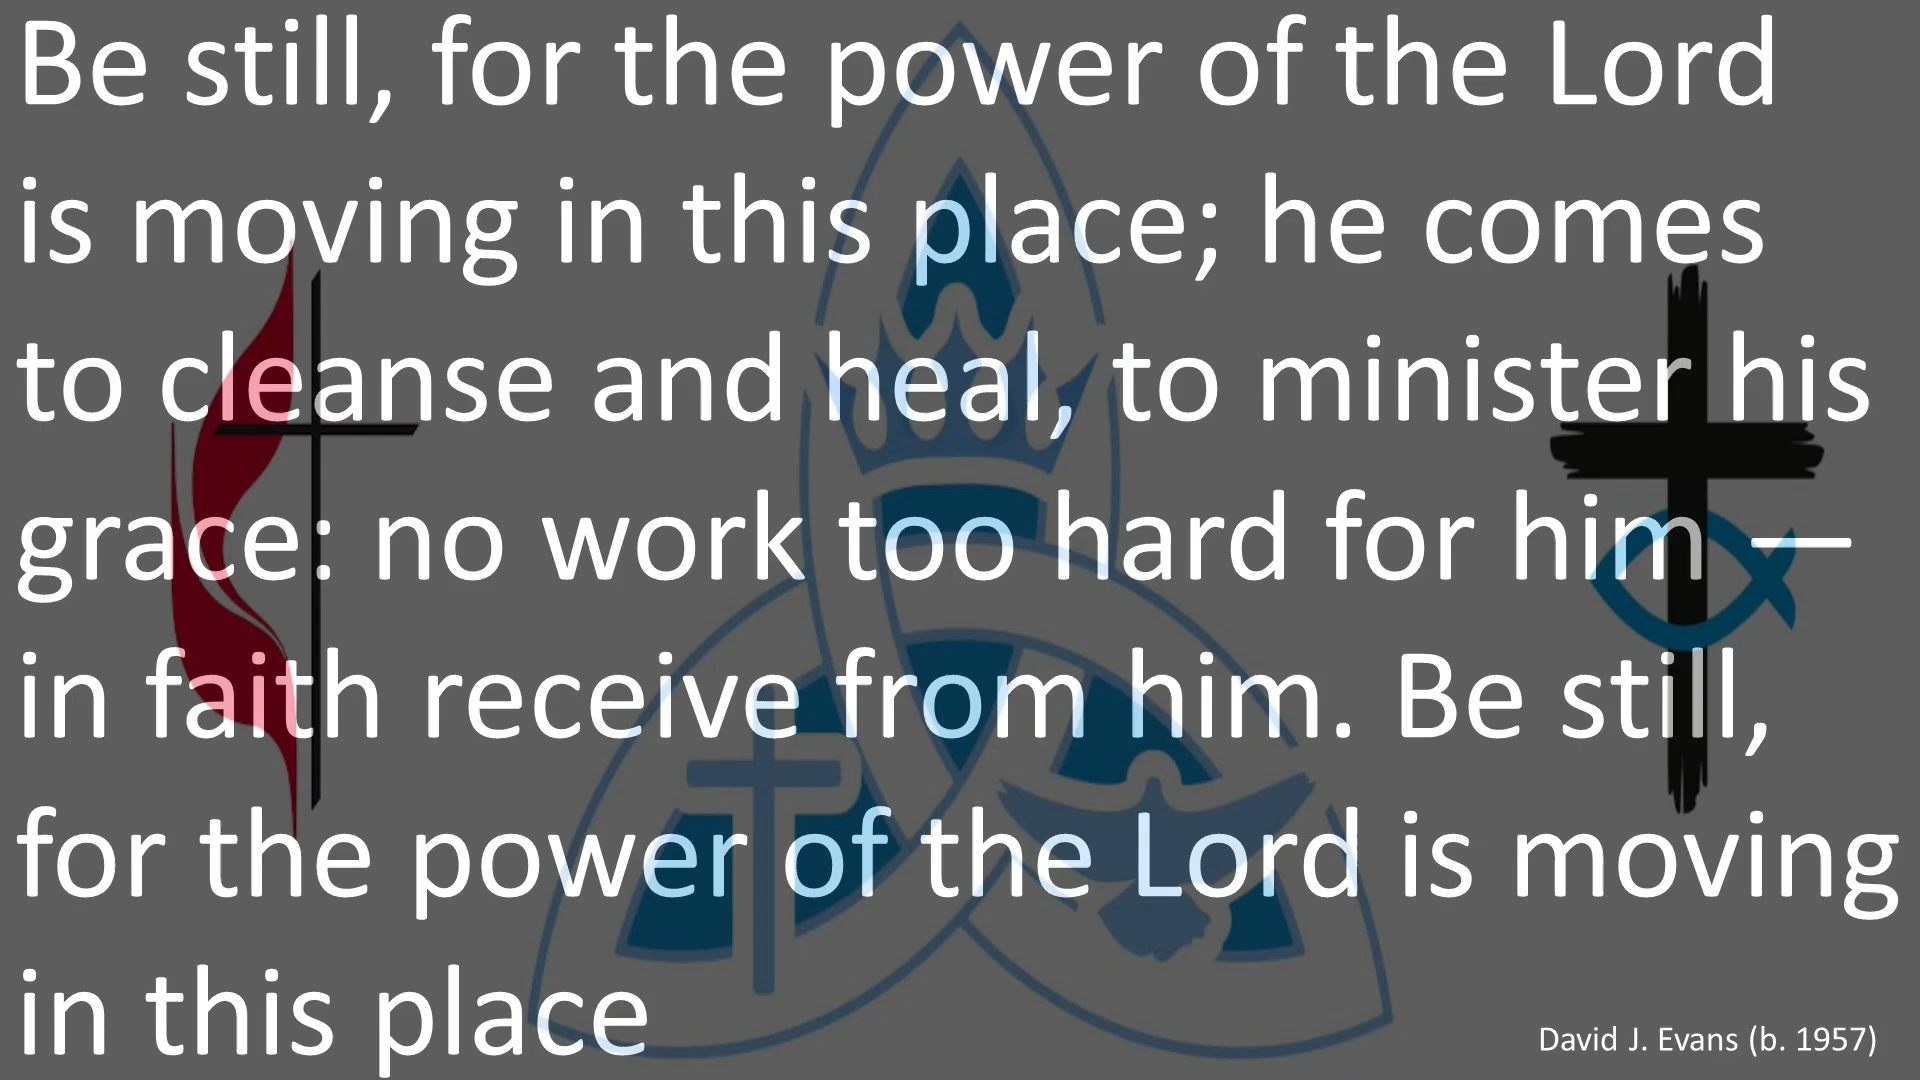 Be still, for the power of the Lord
is moving in this place; he comes
to cleanse and heal, to minister his
grace: no work too hard for him —
in faith receive from him. Be still,
for the power of the Lord is moving
in this place
David J. Evans (b. 1957)